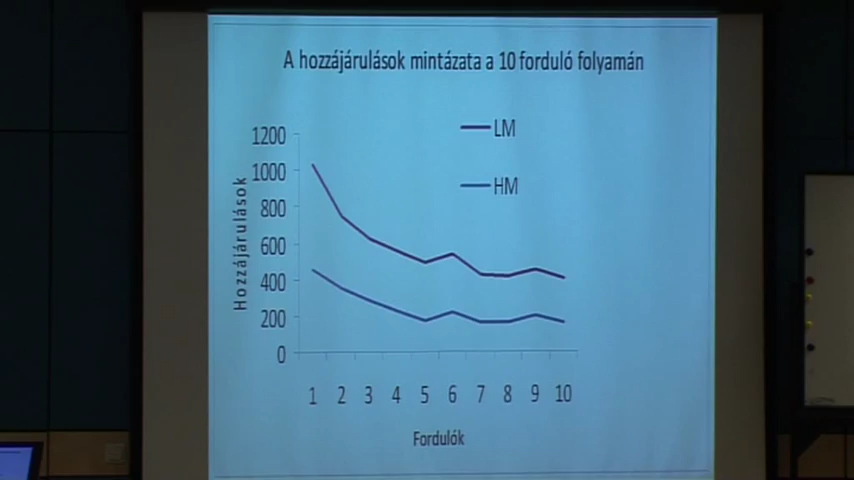 A hozzájárulások mintázata a 10 forduló folyamán
LM
HM
1200
1000
800
600
400
200
0
Hozzájárulások
1 2 3 4 5 6 7 8 9 10
Fordulók